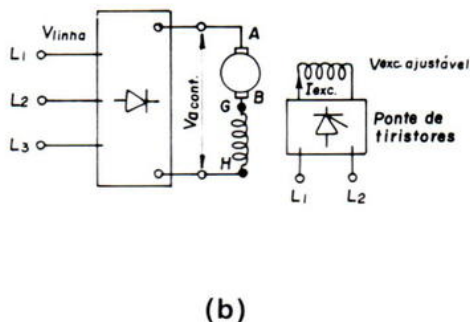 Vlinha
L1
L2
L3
Va cont.
A
B
G
H
Vexc. ajustável
Iexc.
Ponte de
tiristores
L1 L2
(b)